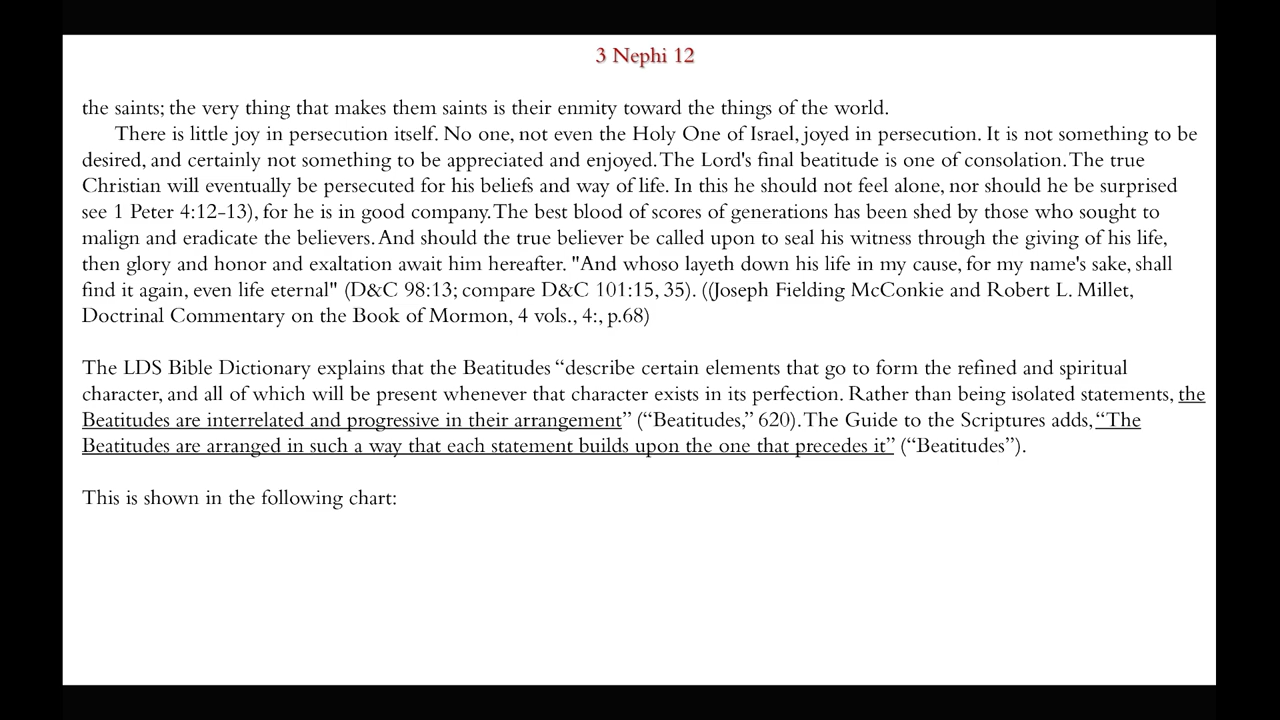 3 Nephi 12
the saints; the very thing that makes them saints is their enmity toward the things of the world.
There is little joy in persecution itself. No one, not even the Holy One of Israel, joyed in persecution. It is not something to be
desired, and certainly not something to be appreciated and enjoyed. The Lord's final beatitude is one of consolation. The true
Christian will eventually be persecuted for his beliefs and way of life. In this he should not feel alone, nor should he be surprised
see 1 Peter 4:12-13), for he is in good company. The best blood of scores of generations has been shed by those who sought to
malign and eradicate the believers. And should the true believer be called upon to seal his witness through the giving of his life,
then glory and honor and exaltation await him hereafter. "And whoso layeth down his life in my cause, for my name's sake, shall
find it again, even life eternal" (D&C 98:13; compare D&C 101:15, 35). ((Joseph Fielding McConkie and Robert L. Millet,
Doctrinal Commentary on the Book of Mormon, 4 vols., 4:, p.68)
The LDS Bible Dictionary explains that the Beatitudes “describe certain elements that go to form the refined and spiritual
character, and all of which will be present whenever that character exists in its perfection. Rather than being isolated statements, the
Beatitudes are interrelated and progressive in their arrangement” (“Beatitudes,” 620). The Guide to the Scriptures adds, “The
Beatitudes are arranged in such a way that each statement builds upon the one that precedes it” (“Beatitudes”).
This is shown in the following chart: